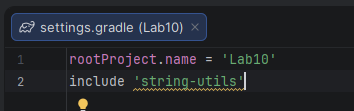 settings.gradle (Lab10)
1 rootProject.name = 'Lab10'
2 include 'string-utils'